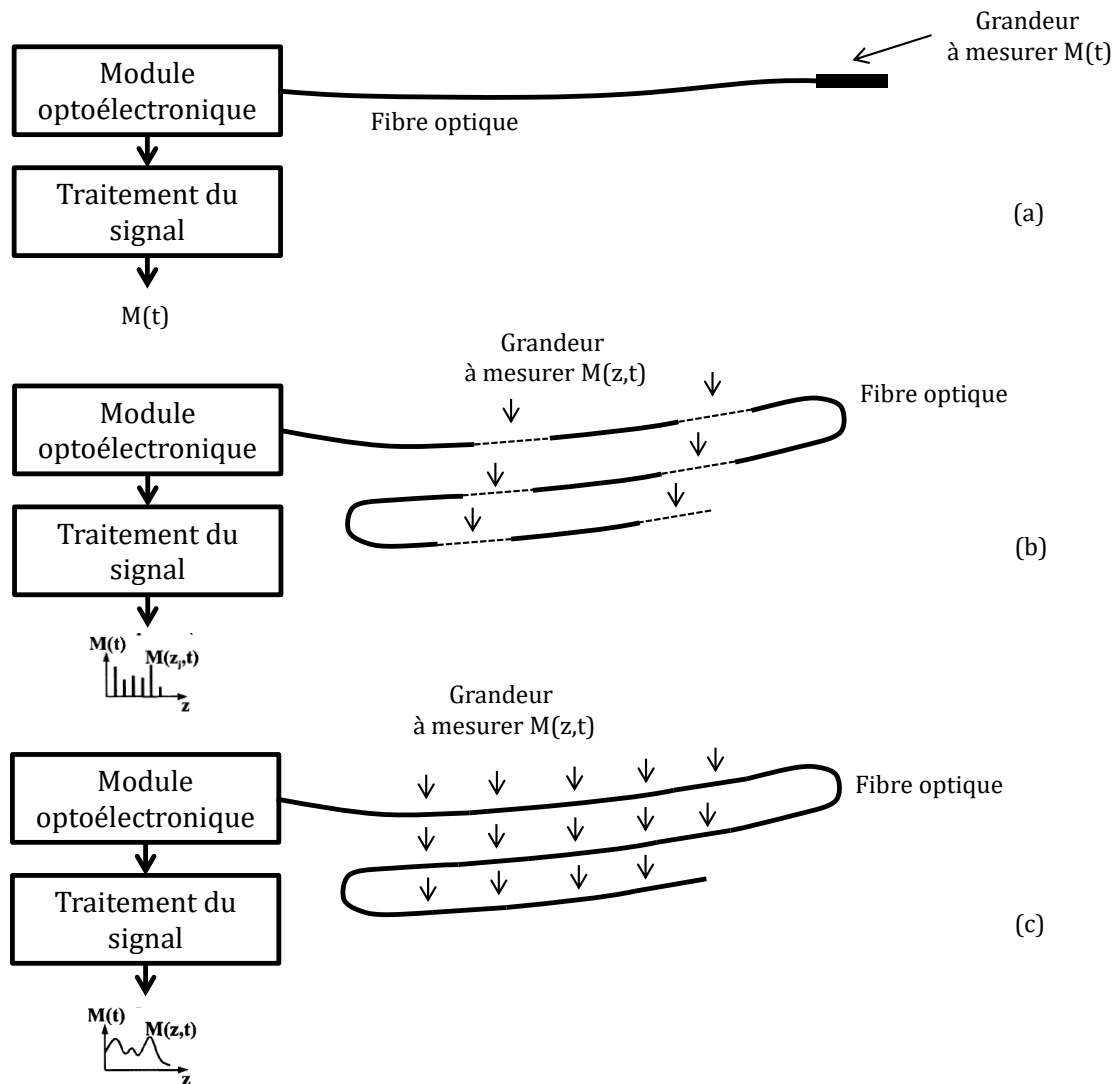 Grandeur
à mesurer M(t)
Module
optoélectronique
Fibre optique
Traitement du
signal
(a)
M(t)
Grandeur
à mesurer M(z,t)
Fibre optique
Module
optoélectronique
Traitement du
signal
(b)
M(t)
M(zj,t)
z
Grandeur
à mesurer M(z,t)
Module
optoélectronique
Fibre optique
Traitement du
signal
(c)
M(t)
M(z,t)
z